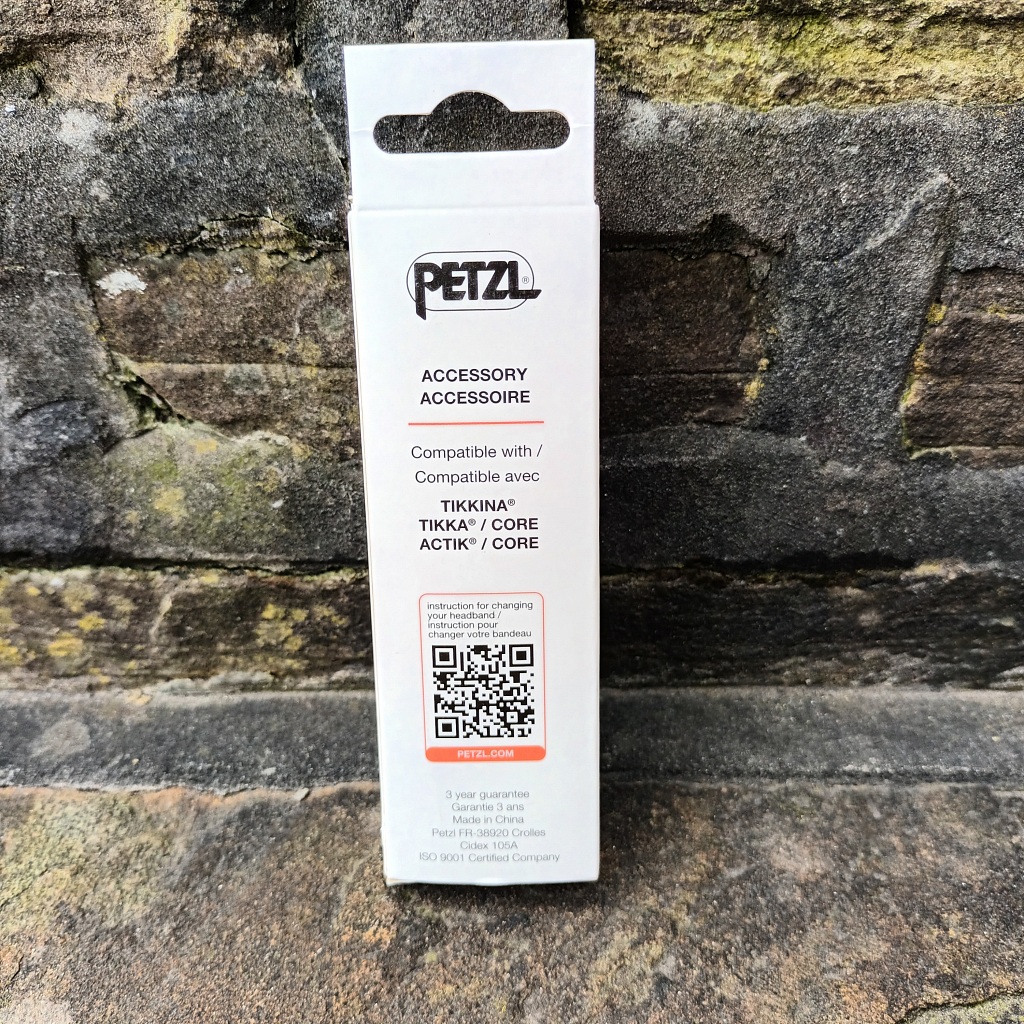 PETZL®
ACCESSORY
ACCESSOIRE
Compatible with /
Compatible avec
TIKKINA®
TIKKA® / CORE
ACTIK® / CORE
instruction for changing
your headband /
instruction pour
changer votre bandeau
PETZL.COM
3 year guarantee
Garantie 3 ans
Made in China
Petzl FR-38920 Crolles
Cidex 105A
ISO 9001 Certified Company